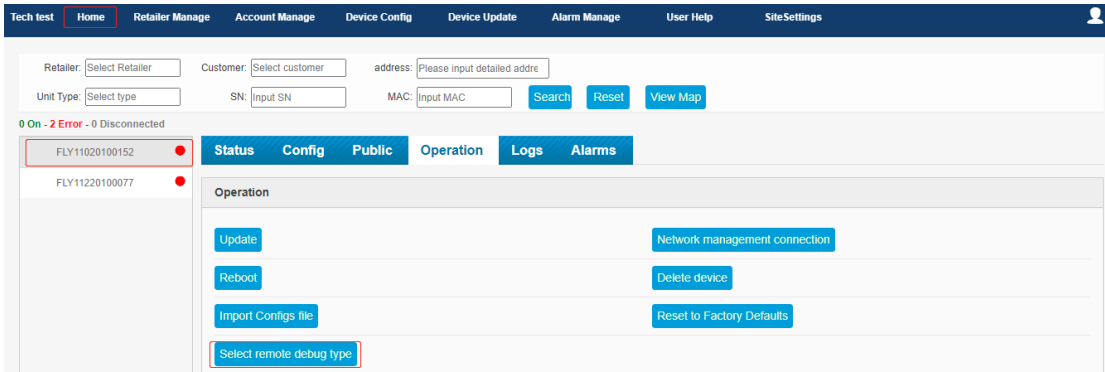 Tech test Home Retailer Manage Account Manage Device Config Device Update Alarm Manage User Help SiteSettings
Retailer: Select Retailer Customer: Select customer address: Please input detailed addre
Unit Type: Select type SN: Input SN MAC: Input MAC Search Reset View Map
0 On - 2 Error - 0 Disconnected
FLY11020100152 Status Config Public Operation Logs Alarms
FLY11220100077
Operation
Update Network management connection
Reboot Delete device
Import Configs file Reset to Factory Defaults
Select remote debug type